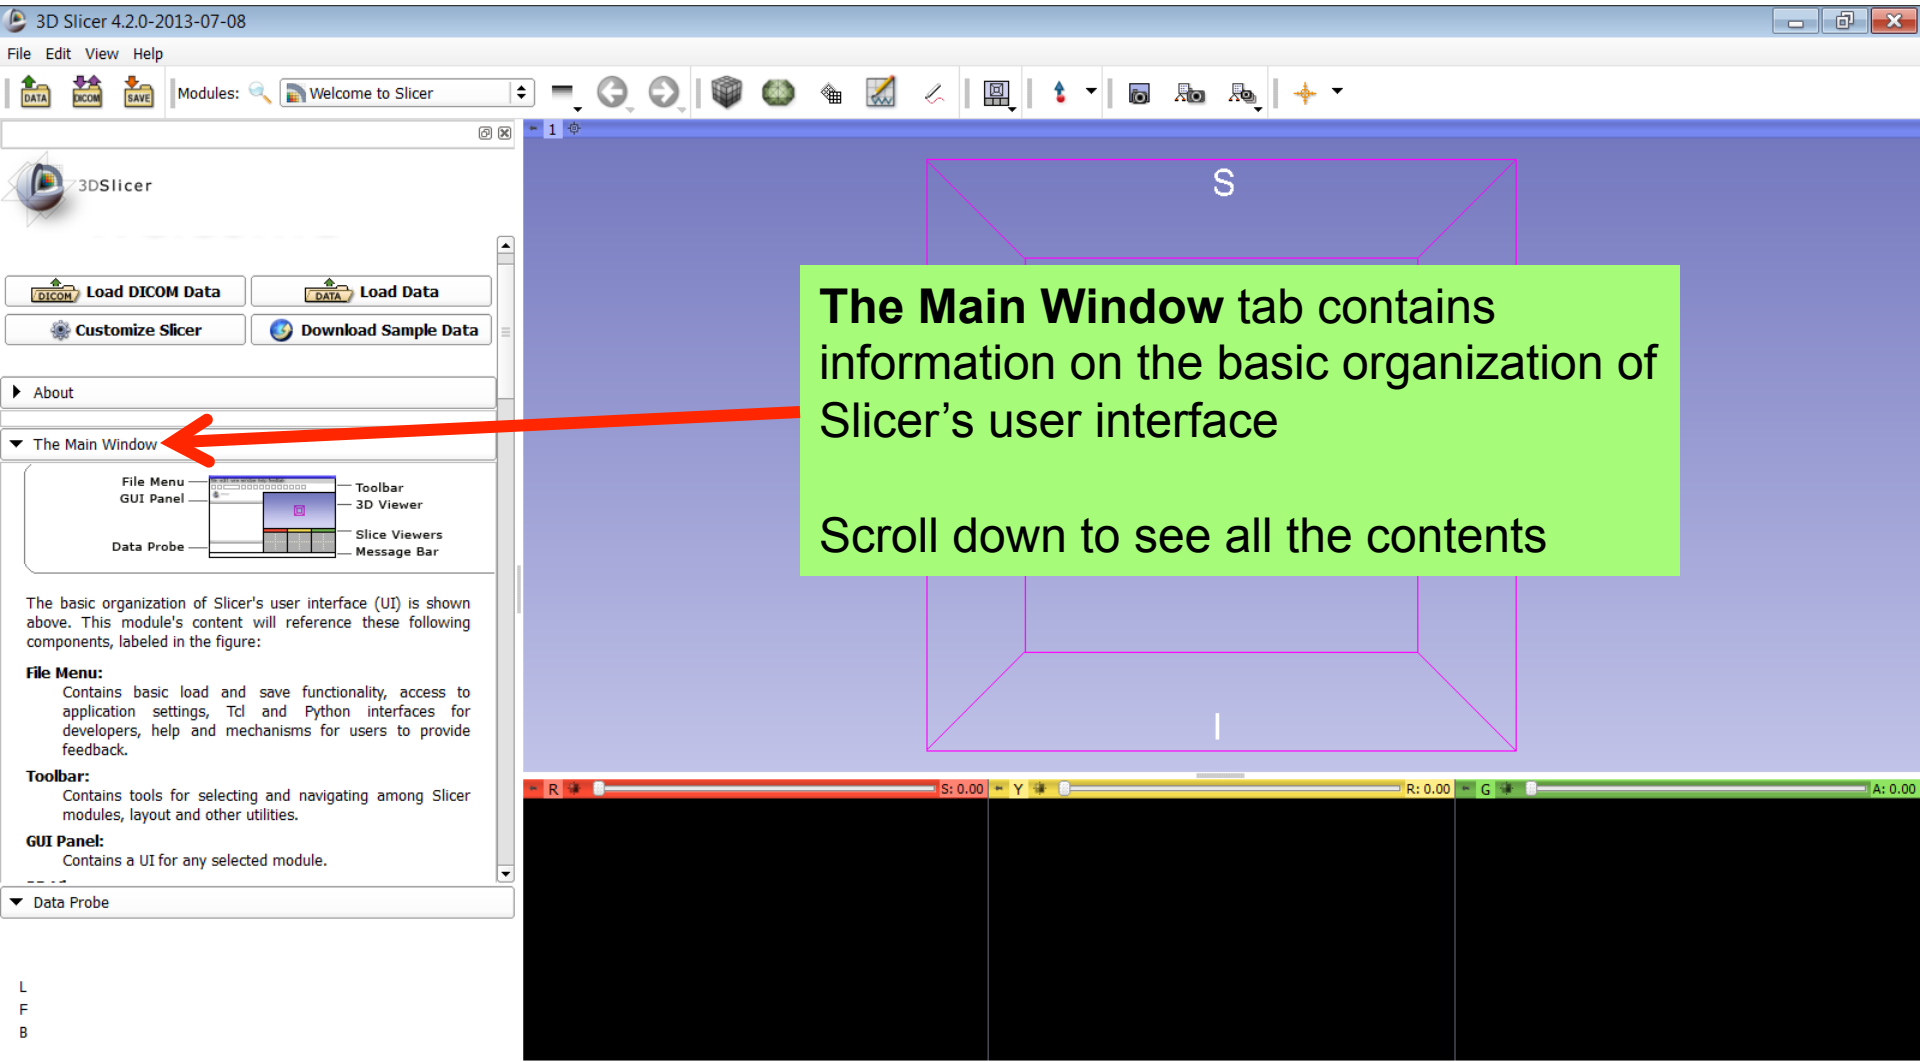 3D Slicer 4.2.0-2013-07-08
File Edit View Help
DATA DICOM SAVE Modules: Welcome to Slicer
1
3DSlicer
S
DICOM Load DICOM Data DATA Load Data
Customize Slicer Download Sample Data
About
The Main Window
The Main Window tab contains
information on the basic organization of
Slicer’s user interface
Scroll down to see all the contents
File Menu
GUI Panel
Data Probe
Toolbar
3D Viewer
Slice Viewers
Message Bar
The basic organization of Slicer's user interface (UI) is shown
above. This module's content will reference these following
components, labeled in the figure:
File Menu:
Contains basic load and save functionality, access to
application settings, Tcl and Python interfaces for
developers, help and mechanisms for users to provide
feedback.
Toolbar:
Contains tools for selecting and navigating among Slicer
modules, layout and other utilities.
GUI Panel:
Contains a UI for any selected module.
Data Probe
L
F
B
I
R S: 0.00 Y R: 0.00 G A: 0.00